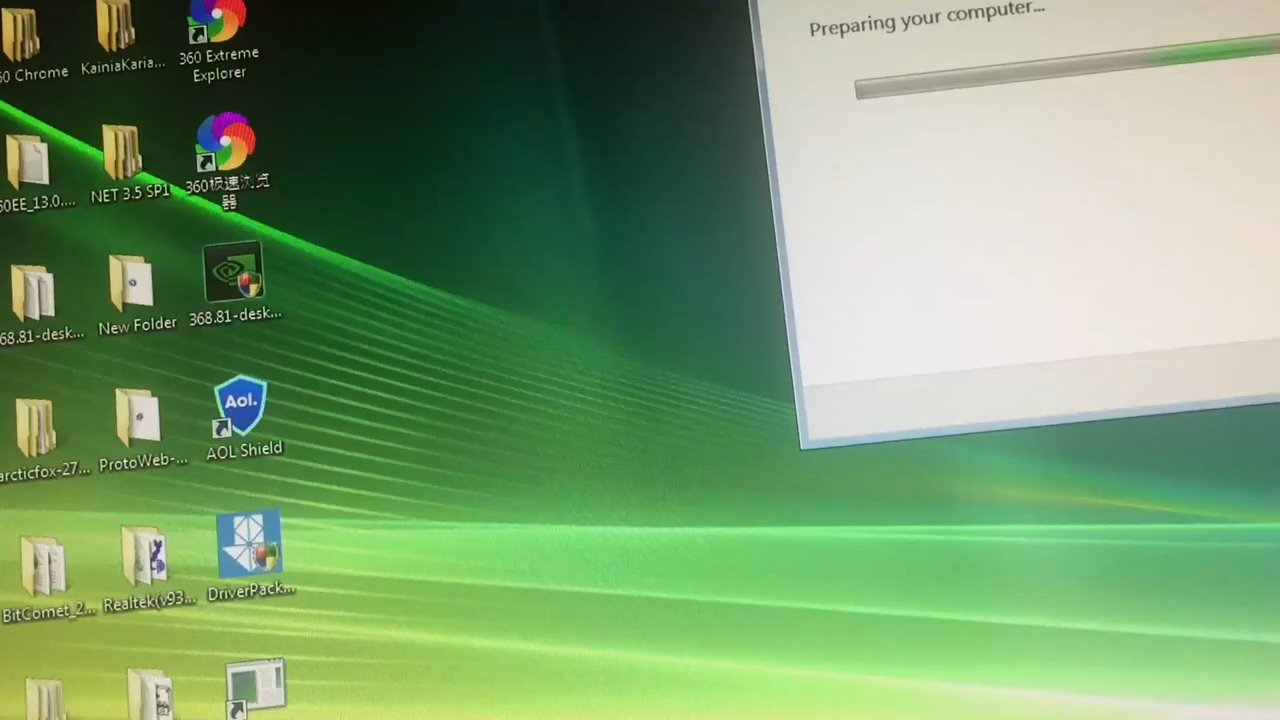 Preparing your computer...
60 Chrome
KainiaKaria...
360 Extreme
Explorer
60EE_13.0....
NET 3.5 SP1
360极速浏览
器
368.81-desk...
New Folder
368.81-desk...
Aol.
arcticfox-27...
ProtoWeb-...
AOL Shield
BitComet_2...
Realtek(v93...
DriverPack...